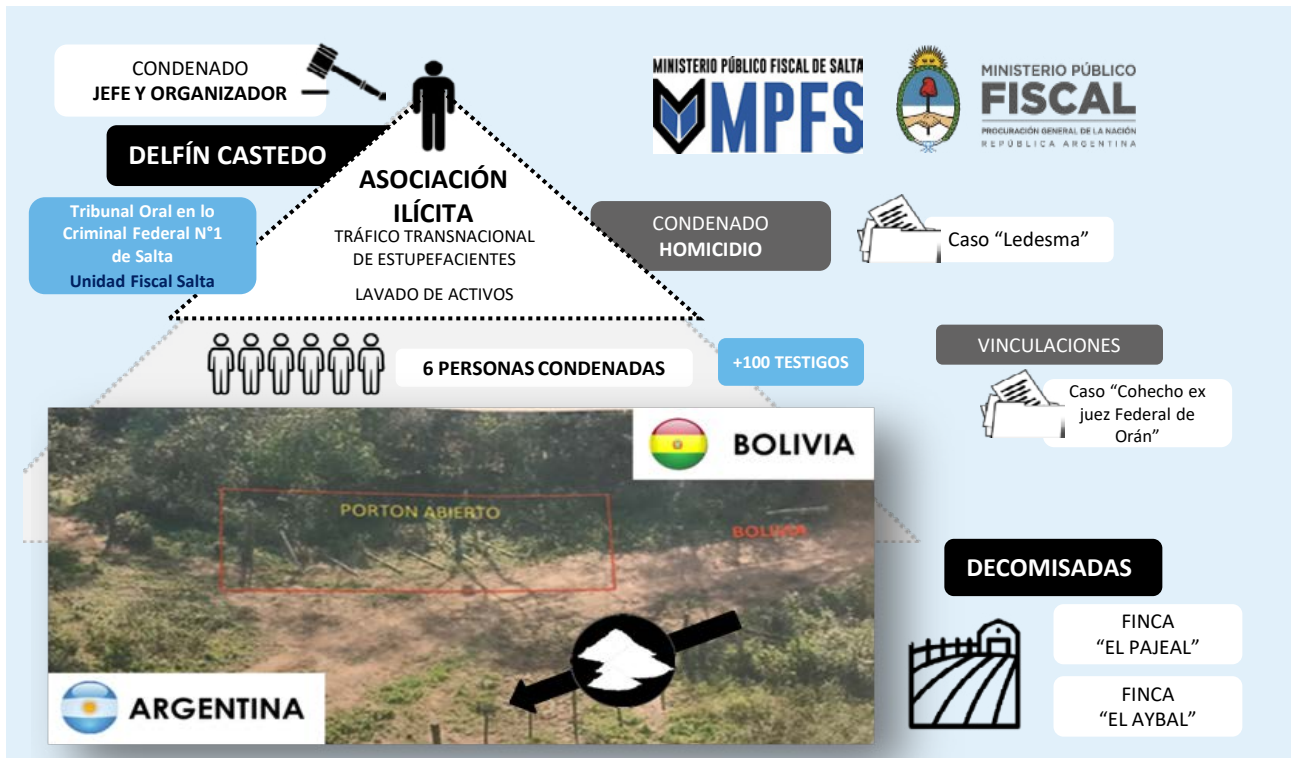 CONDENADO
JEFE Y ORGANIZADOR
DELFÍN CASTEDO
Tribunal Oral en lo
Criminal Federal N°1
de Salta
Unidad Fiscal Salta
ASOCIACIÓN
ILÍCITA
TRÁFICO TRANSNACIONAL
DE ESTUPEFACIENTES
LAVADO DE ACTIVOS
MINISTERIO PÚBLICO FISCAL DE SALTA
MPFS
MINISTERIO PÚBLICO
FISCAL
PROCURACIÓN GENERAL DE LA NACIÓN
REPÚBLICA ARGENTINA
CONDENADO
HOMICIDIO
Caso “Ledesma”
6 PERSONAS CONDENADAS
+100 TESTIGOS
VINCULACIONES
Caso “Cohecho ex
juez Federal de
Orán”
BOLIVIA
PORTON ABIERTO
BOLIVIA
ARGENTINA
DECOMISADAS
FINCA
“EL PAJEAL”
FINCA
“EL AYBAL”